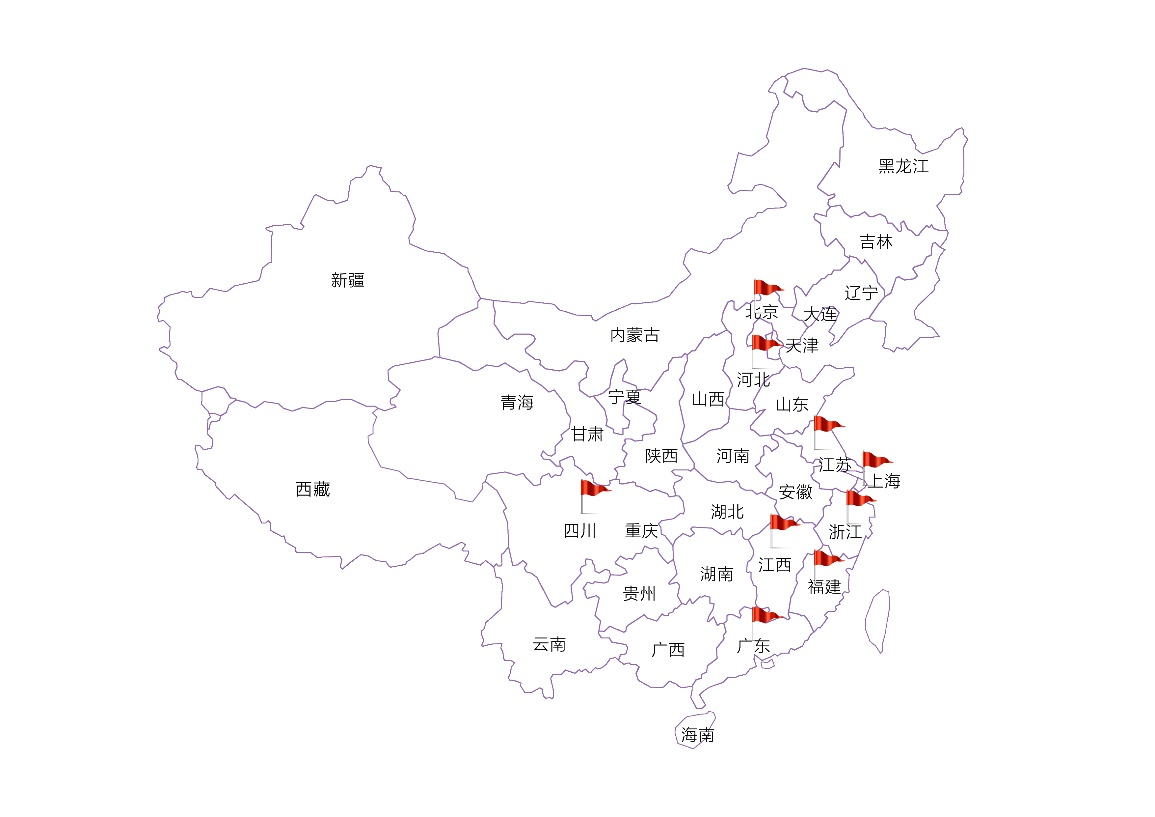 黑龙江
吉林
新疆
辽宁
北京
大连
内蒙古
天津
河北
宁夏
山西
青海
山东
甘肃
陕西
河南
江苏
上海
西藏
安徽
湖北
四川
重庆
浙江
江西
湖南
福建
贵州
云南
广西
广东
海南